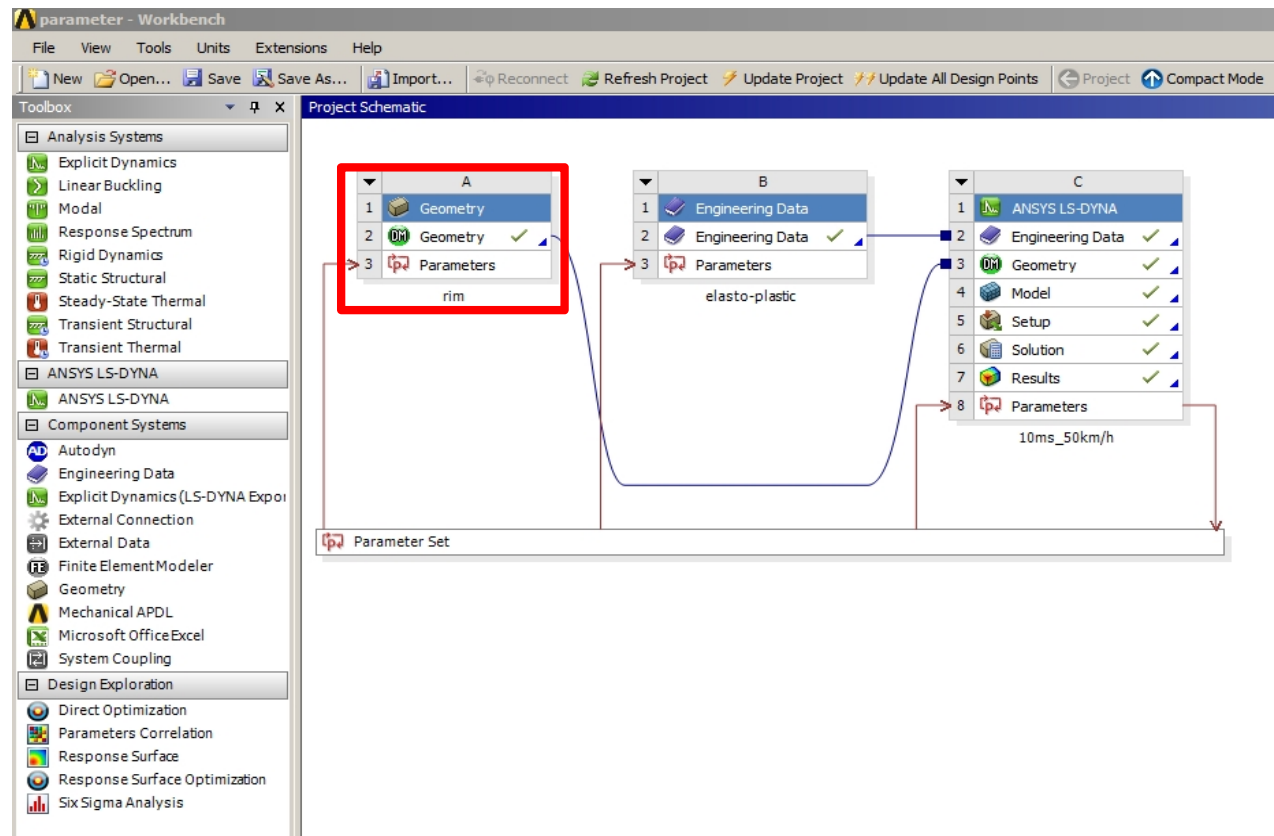 parameter - Workbench
File View Tools Units Extensions Help
New Open... Save Save As... Import... Reconnect Refresh Project Update Project Update All Design Points Project Compact Mode
Toolbox
Project Schematic
Analysis Systems
Explicit Dynamics
Linear Buckling
Modal
Response Spectrum
Rigid Dynamics
Static Structural
Steady-State Thermal
Transient Structural
Transient Thermal
ANSYS LS-DYNA
ANSYS LS-DYNA
Component Systems
Autodyn
Engineering Data
Explicit Dynamics (LS-DYNA Expor
External Connection
External Data
Finite Element Modeler
Geometry
Mechanical APDL
Microsoft Office Excel
System Coupling
Design Exploration
Direct Optimization
Parameters Correlation
Response Surface
Response Surface Optimization
Six Sigma Analysis
A
1 Geometry
2 DM Geometry
3 Parameters
rim
B
1 Engineering Data
2 Engineering Data
3 Parameters
elasto-plastic
C
1 ANSYS LS-DYNA
2 Engineering Data
3 DM Geometry
4 Model
5 Setup
6 Solution
7 Results
8 Parameters
10ms_50km/h
Parameter Set